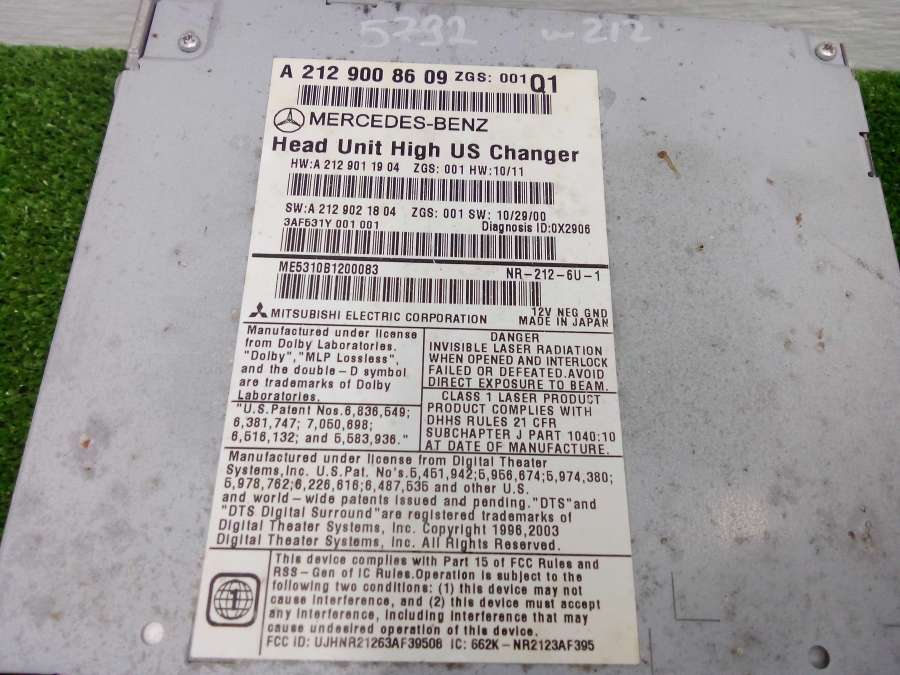 5792 w-212
A 212 900 86 09 ZGS: 001 Q1
MERCEDES-BENZ
Head Unit High US Changer
HW:A 212 901 19 04 ZGS: 001 HW:10/11
SW:A 212 902 18 04 ZGS: 001 SW: 10/29/00
3AF531Y 001 001 Diagnosis ID:0X2906
ME5310B1200083 NR-212-6U-1
MITSUBISHI ELECTRIC CORPORATION
12V NEG GND
MADE IN JAPAN
Manufactured under license
from Dolby Laboratories.
"Dolby","MLP Lossless",
and the double-D symbol
are trademarks of Dolby
Laboratories.
"U.S.Patent Nos.6,836,549;
6,381,747; 7,050,698;
6,516,132; and 5,583,936."
DANGER
INVISIBLE LASER RADIATION
WHEN OPENED AND INTERLOCK
FAILED OR DEFEATED.AVOID
DIRECT EXPOSURE TO BEAM.
CLASS 1 LASER PRODUCT
PRODUCT COMPLIES WITH
DHHS RULES 21 CFR
SUBCHAPTER J PART 1040:10
AT DATE OF MANUFACTURE.
Manufactured under license from Digital Theater
Systems,Inc. U.S.Pat. No's.5,451,942;5,956,674;5,974,380;
5,978,762;6,226,616;6,487,535 and other U.S.
and world-wide patents issued and pending."DTS"and
"DTS Digital Surround"are registered trademarks of
Digital Theater Systems, Inc. Copyright 1996,2003
Digital Theater Systems, Inc. All Rights Reserved.
1
This device complies with Part 15 of FCC Rules and
RSS-Gen of IC Rules.Operation is subject to the
following two conditions: (1) this device may not
cause interference, and (2) this device must accept
any interference, including interference that may
cause undesired operation of this device.
FCC ID: UJHNR21263AF39508 IC: 662K-NR2123AF395